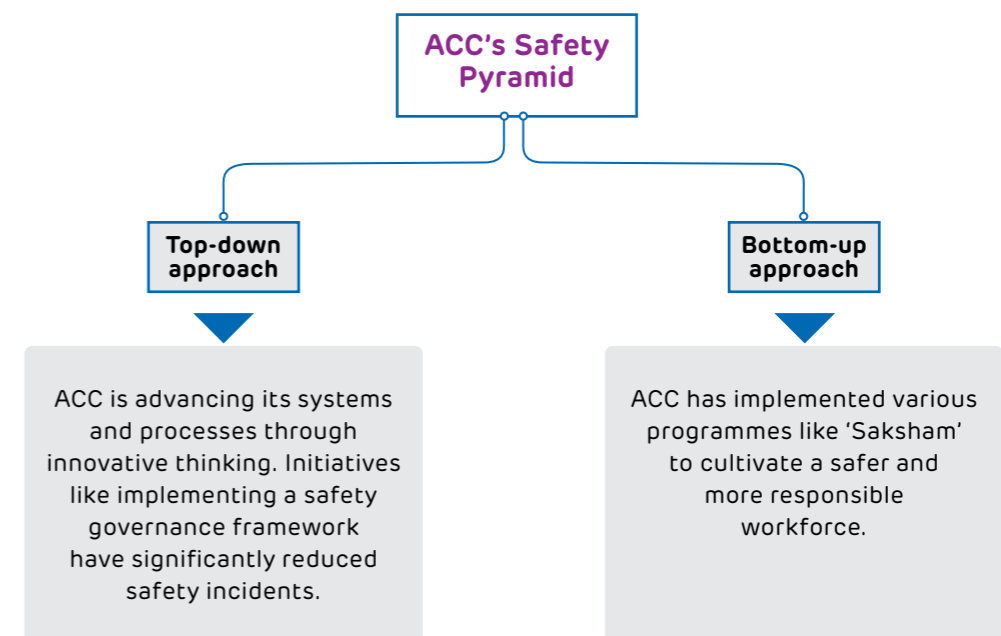 ACC's Safety
Pyramid
Top-down
approach
ACC is advancing its systems
and processes through
innovative thinking. Initiatives
like implementing a safety
governance framework
have significantly reduced
safety incidents.
Bottom-up
approach
ACC has implemented various
programmes like 'Saksham'
to cultivate a safer and
more responsible
workforce.